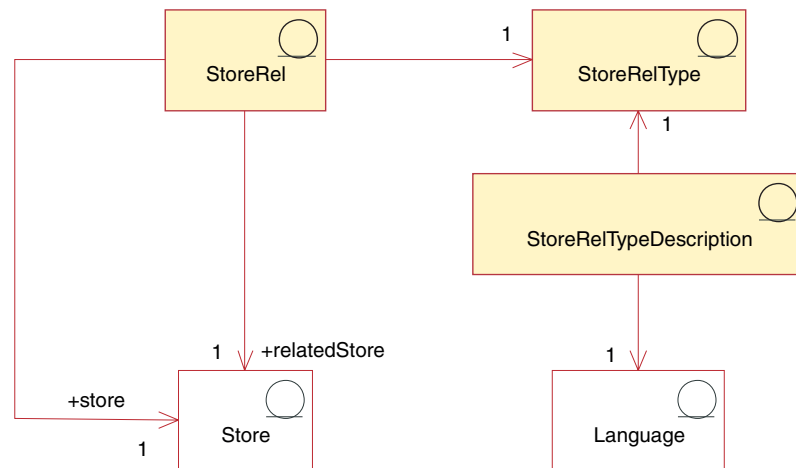 1
StoreRel
StoreRelType
1
StoreRelTypeDescription
1
+relatedStore
1
+store
1
Store
Language